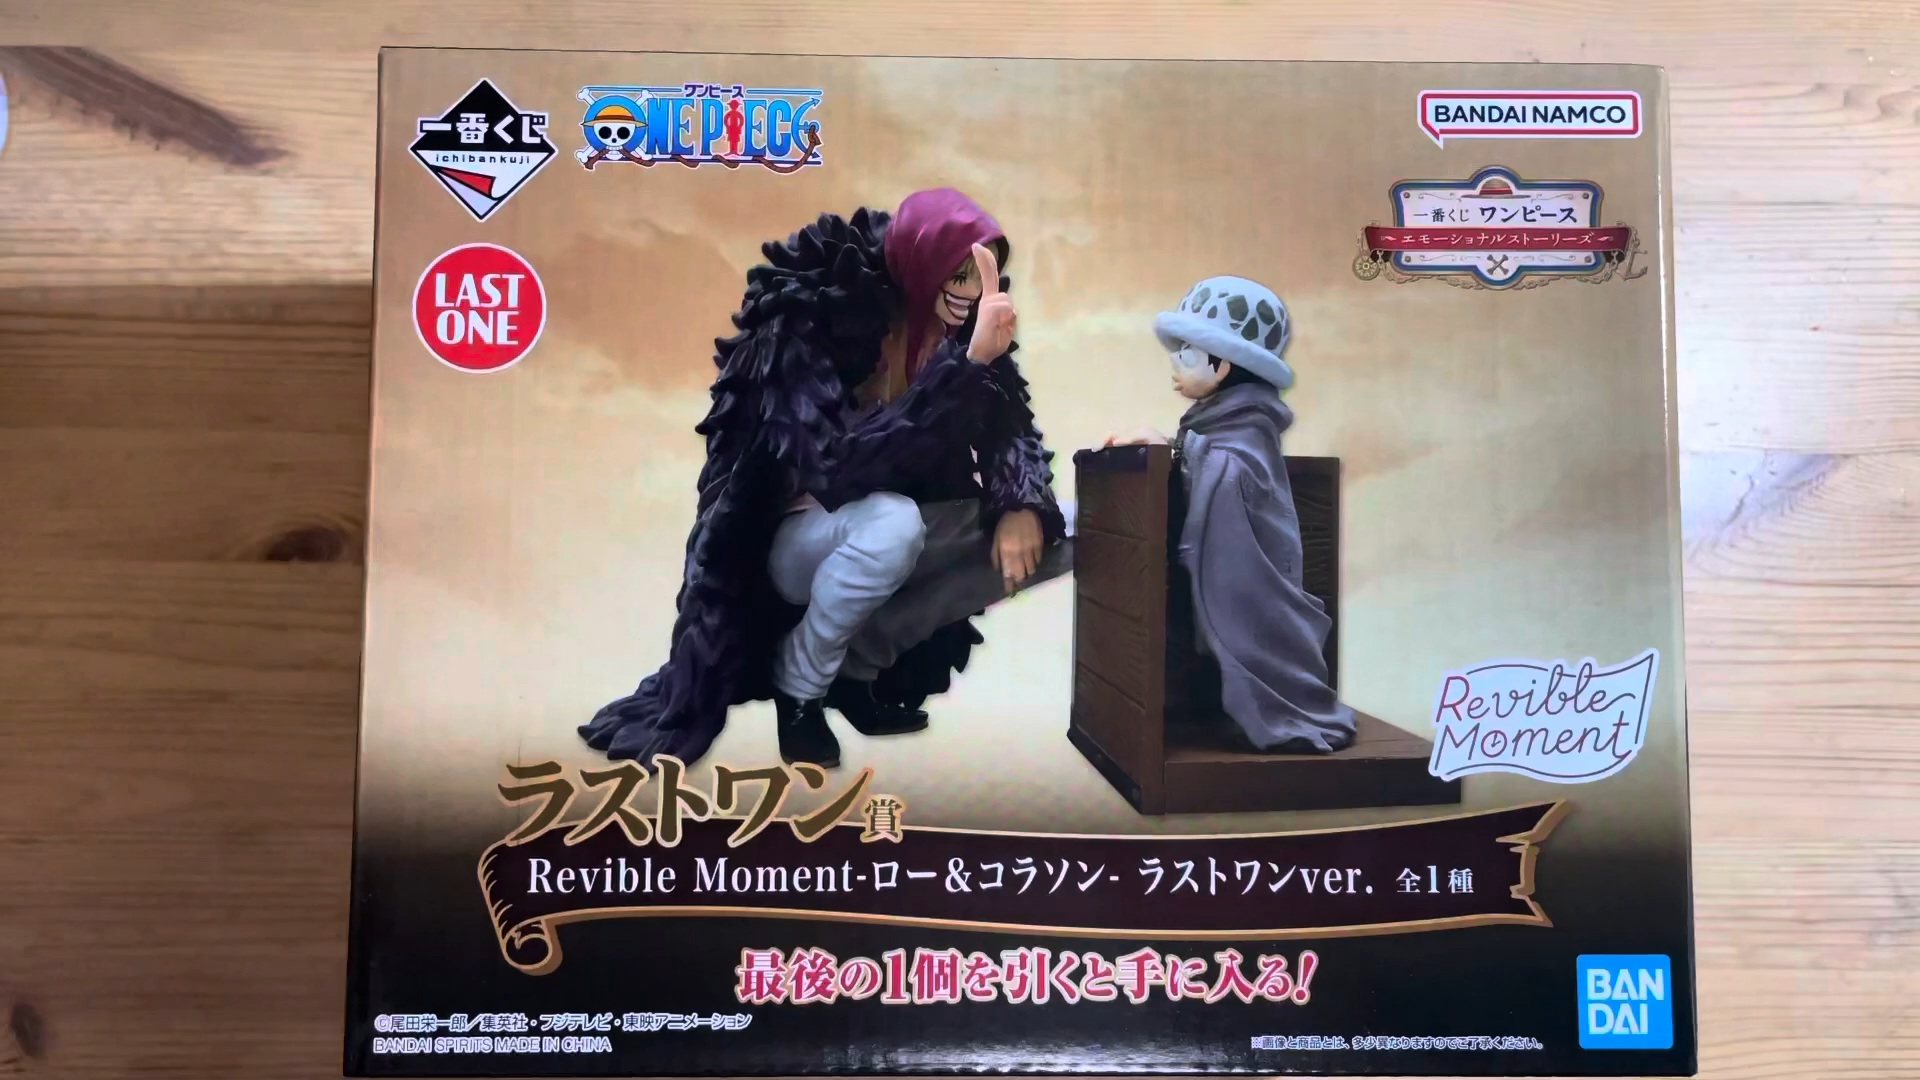 一番くじ
ichibankuji
ワンピース
ONE PIECE
BANDAI NAMCO
一番くじ ワンピース
エモーショナルストーリーズ
LAST
ONE
Revible
Moment
ラストワン賞
Revible Moment-ロー&コラソン- ラストワンver. 全1種
最後の1個を引くと手に入る!
©尾田栄一郎/集英社・フジテレビ・東映アニメーション
BANDAI SPIRITS MADE IN CHINA
※画像と商品とは、多少異なりますのでご了承ください。
BAN
DAI